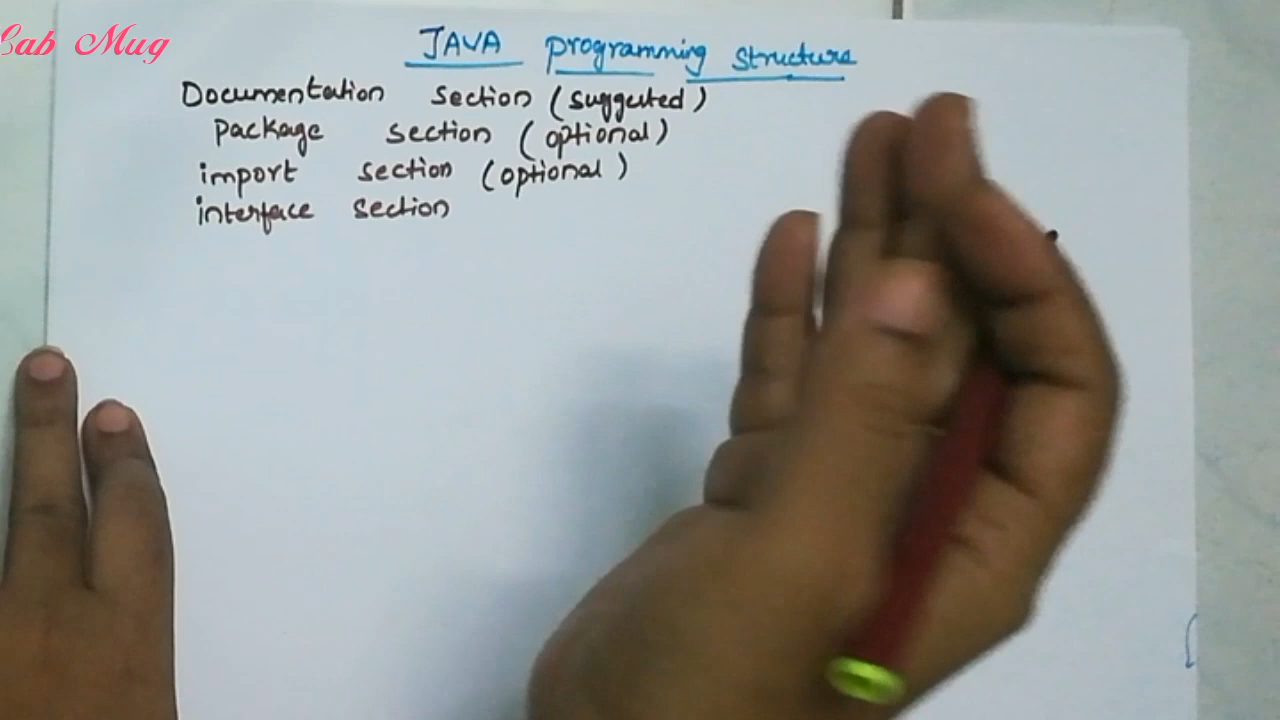 Lab Mug
JAVA programming structure
Documentation section (suggested)
package section (optional)
import section (optional)
interface section